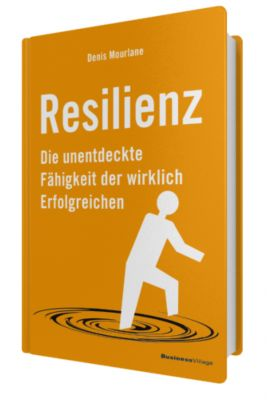 Denis Mourlane
Resilienz
Die unentdeckte
Fähigkeit der wirklich
Erfolgreichen
BusinessVillage